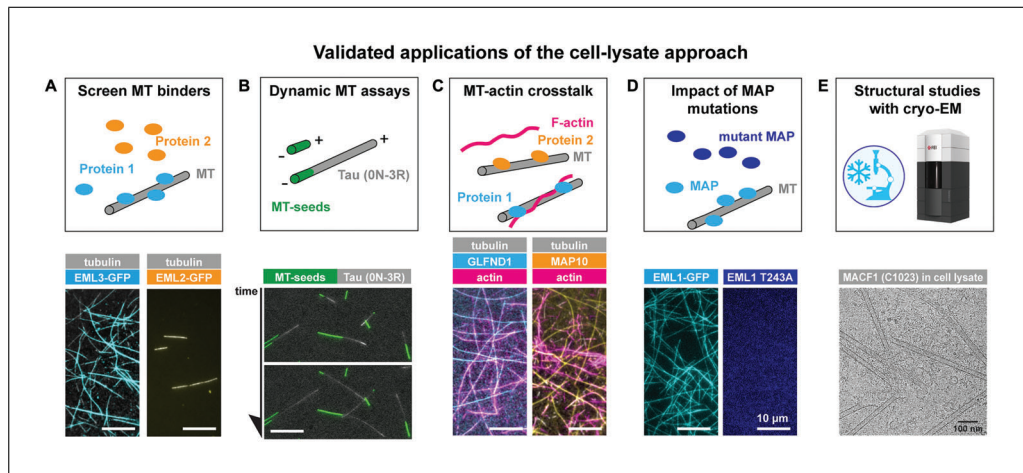 Validated applications of the cell-lysate approach
A
Screen MT binders
Protein 2
Protein 1
MT
tubulin
tubulin
EML3-GFP
EML2-GFP
B
Dynamic MT assays
+
+
–
–
Tau (0N-3R)
MT-seeds
MT-seeds
Tau (0N-3R)
time
C
MT-actin crosstalk
F-actin
Protein 2
MT
Protein 1
tubulin
tubulin
GLFND1
MAP10
actin
actin
D
Impact of MAP
mutations
mutant MAP
MAP
MT
EML1-GFP
EML1 T243A
10 µm
E
Structural studies
with cryo-EM
MACF1 (C1023) in cell lysate
100 nm